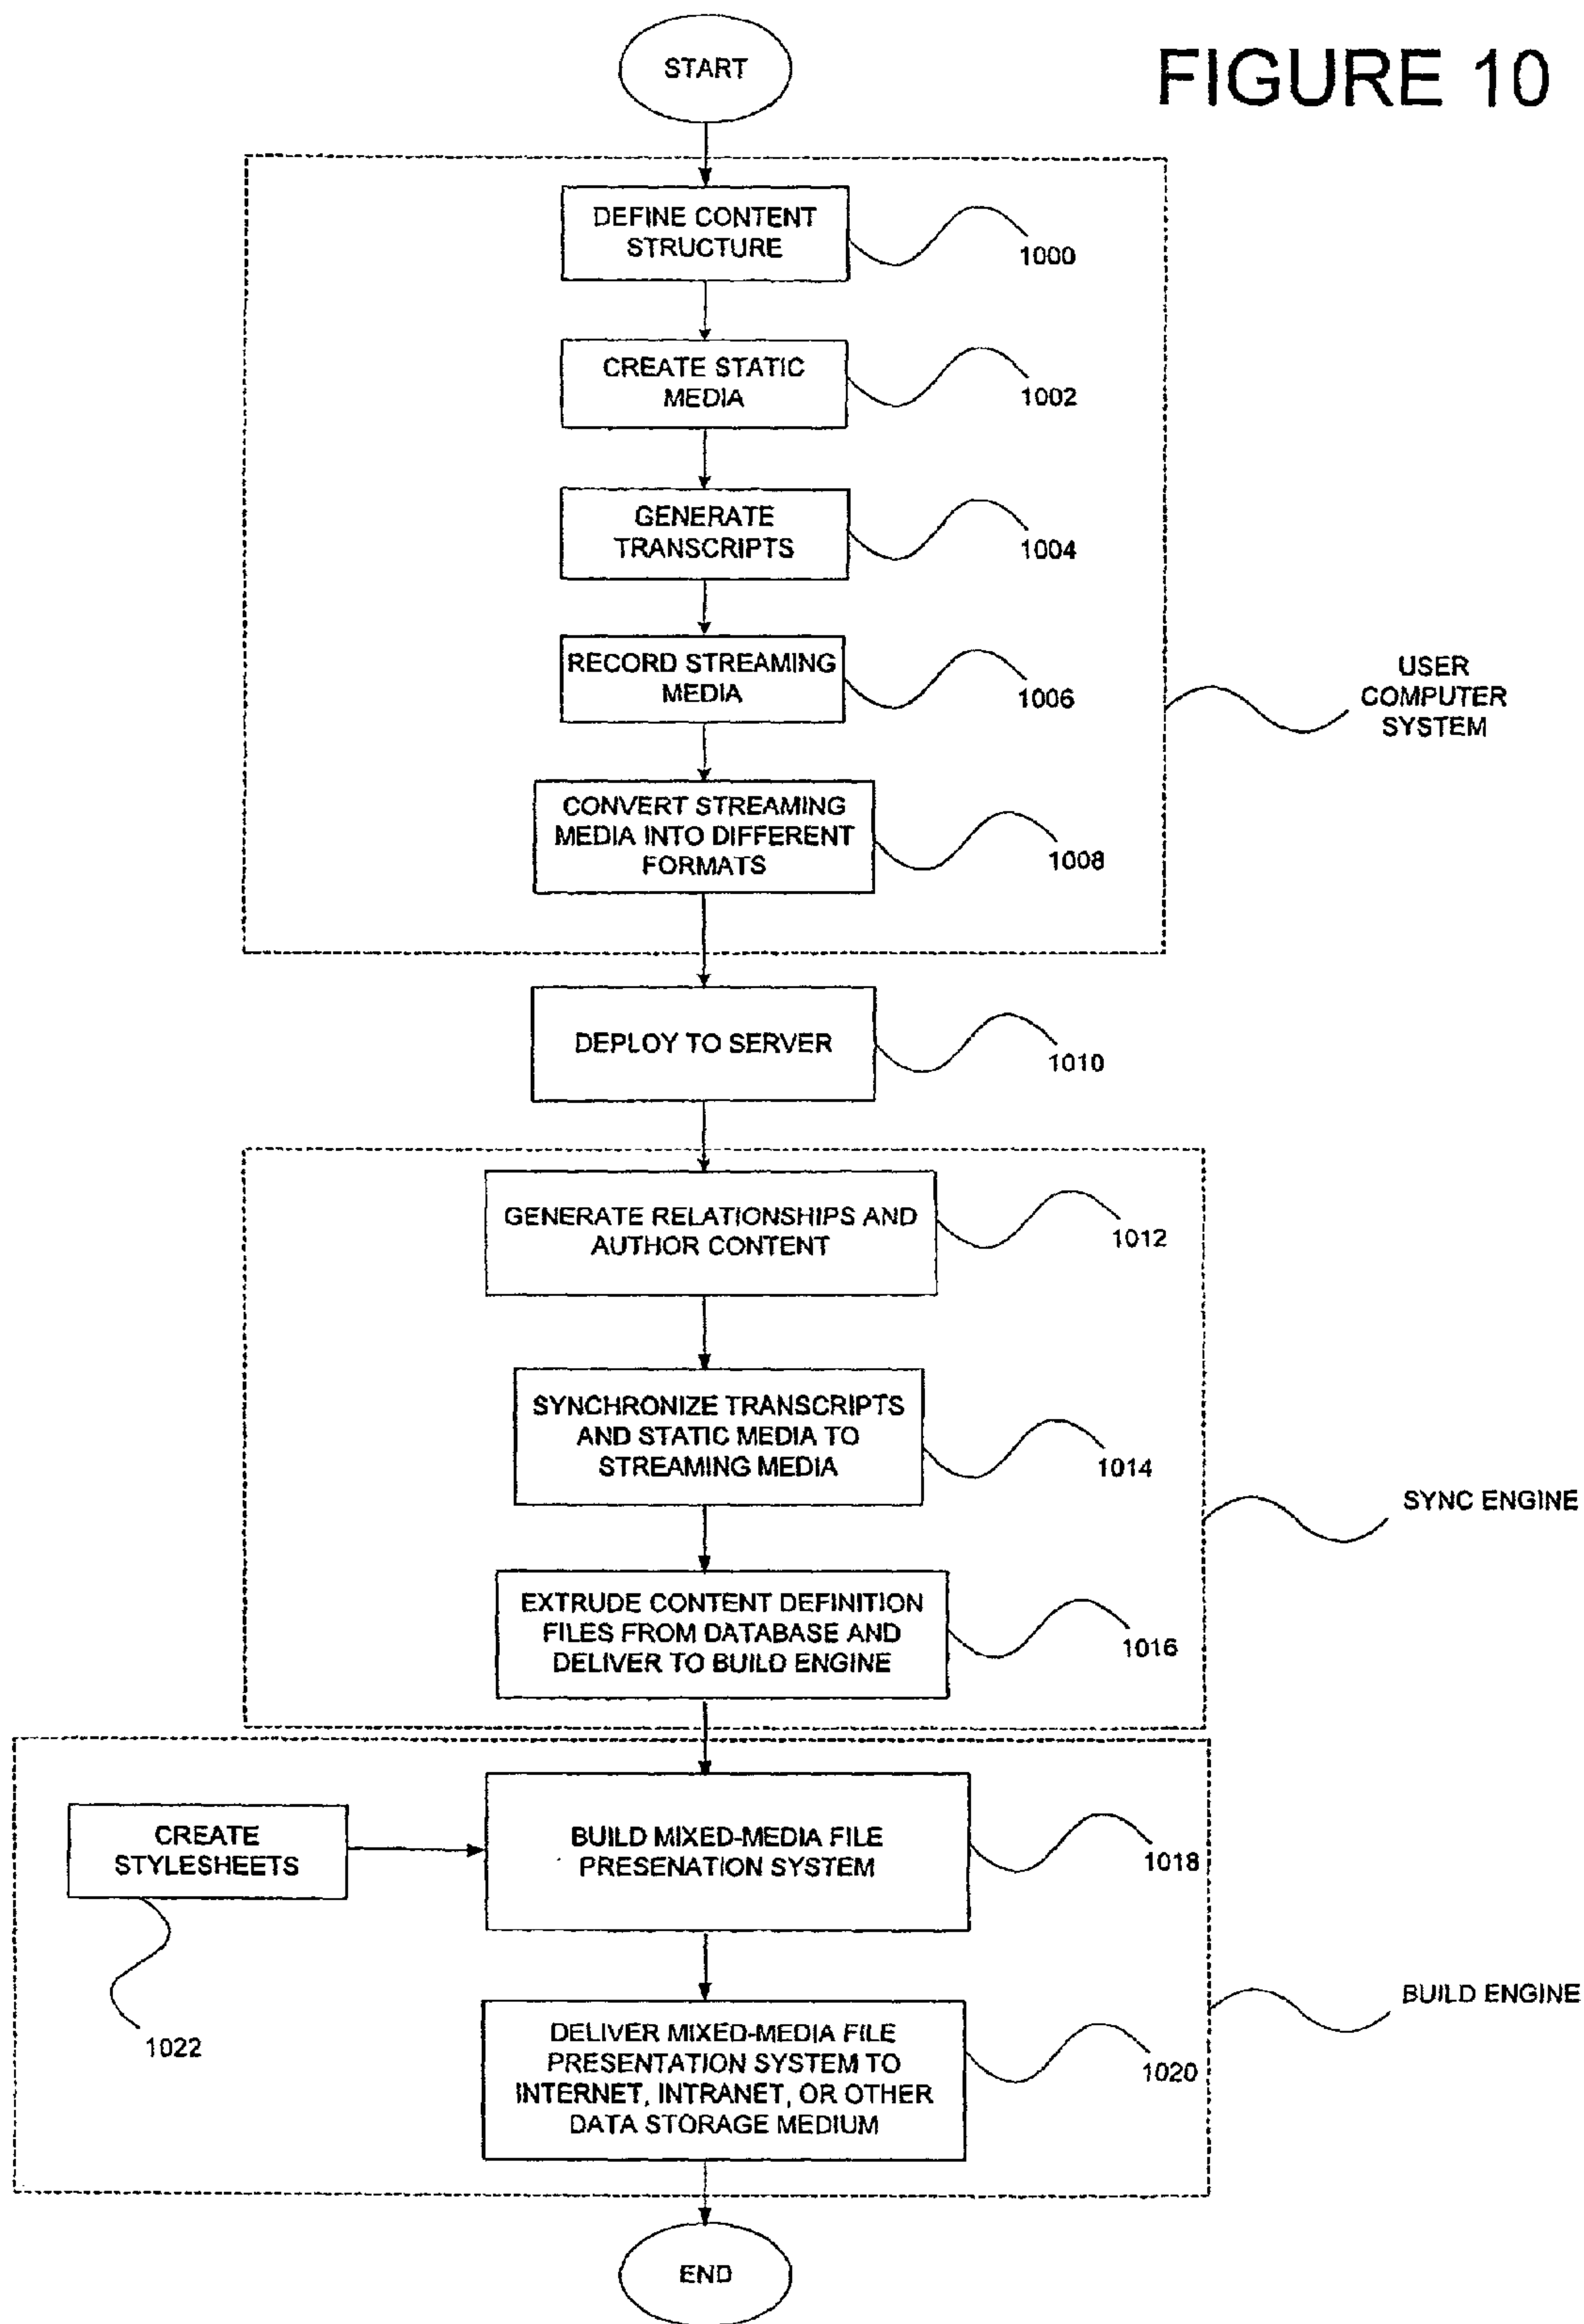 START
FIGURE 10
DEFINE CONTENT
STRUCTURE
1000
CREATE STATIC
MEDIA
1002
GENERATE
TRANSCRIPTS
1004
RECORD STREAMING
MEDIA
1006
USER
COMPUTER
SYSTEM
CONVERT STREAMING
MEDIA INTO DIFFERENT
FORMATS
1008
DEPLOY TO SERVER
1010
GENERATE RELATIONSHIPS AND
AUTHOR CONTENT
1012
SYNCHRONIZE TRANSCRIPTS
AND STATIC MEDIA TO
STREAMING MEDIA
1014
SYNC ENGINE
EXTRUDE CONTENT DEFINITION
FILES FROM DATABASE AND
DELIVER TO BUILD ENGINE
1016
CREATE
STYLESHEETS
1022
BUILD MIXED-MEDIA FILE
PRESENATION SYSTEM
1018
BUILD ENGINE
DELIVER MIXED-MEDIA FILE
PRESENTATION SYSTEM TO
INTERNET, INTRANET, OR OTHER
DATA STORAGE MEDIUM
1020
END